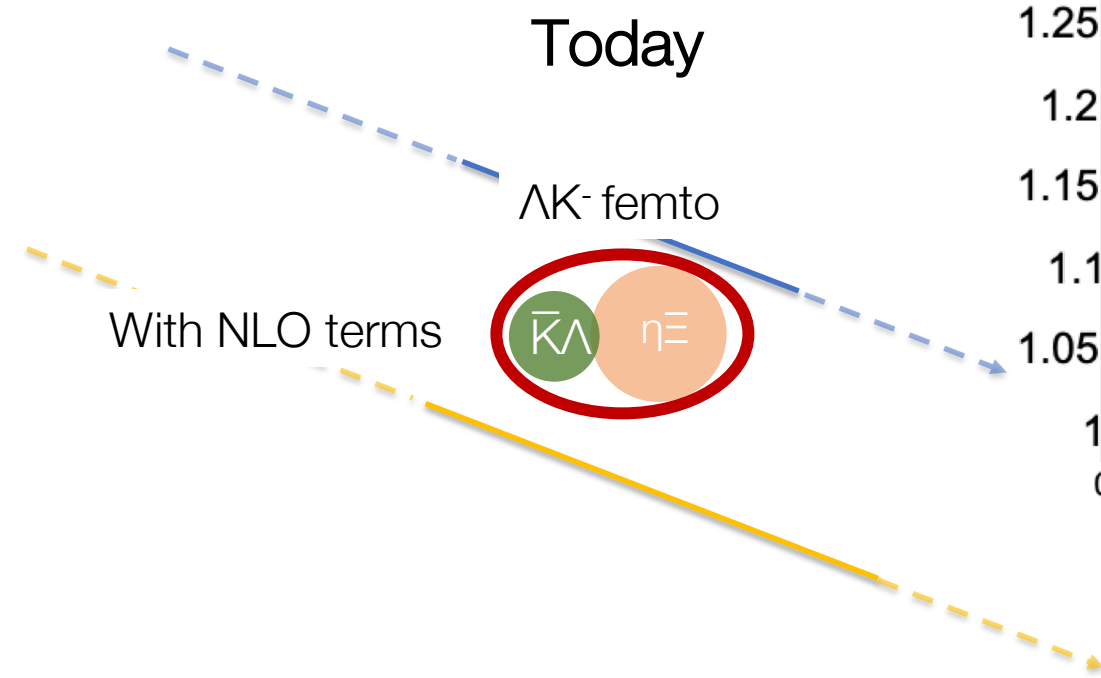 Today
1.25
1.2
1.15
ΛK⁻ femto
1.1
With NLO terms
K̅Λ
ηΞ
1.05
1